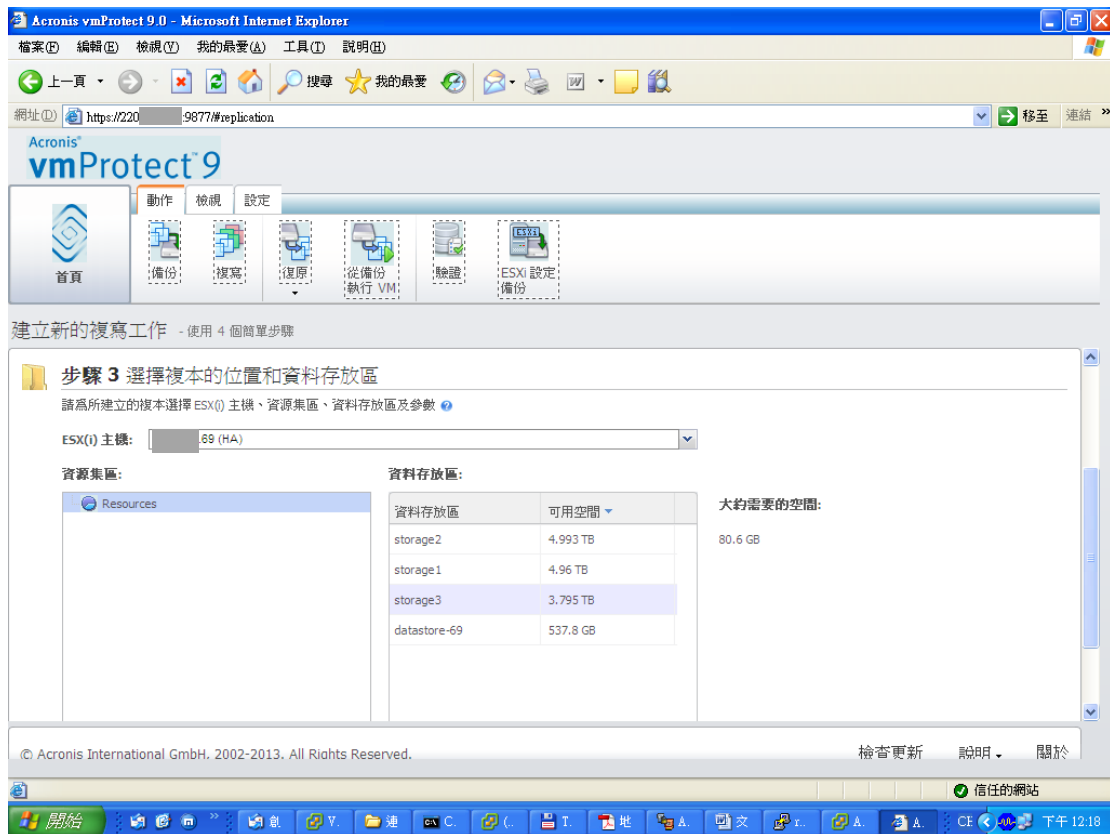 Acronis vmProtect 9.0 - Microsoft Internet Explorer
檔案(F) 編輯(E) 檢視(V) 我的最愛(A) 工具(T) 說明(H)
上一頁 搜尋 我的最愛
網址(D) https://220 :9877/#replication 移至 連結 »
Acronis®
vmProtect™9
動作 檢視 設定
首頁 備份 複寫 復原 從備份 執行 VM 驗證 ESXi 設定 備份
建立新的複寫工作 - 使用 4 個簡單步驟
步驟 3 選擇複本的位置和資料存放區
請為所建立的複本選擇 ESX(i) 主機、資源集區、資料存放區及參數
ESX(i) 主機: .69 (HA)
資源集區: 資料存放區:
Resources 資料存放區 可用空間 大約需要的空間:
storage2 4.993 TB 80.6 GB
storage1 4.96 TB
storage3 3.795 TB
datastore-69 537.8 GB
© Acronis International GmbH, 2002-2013. All Rights Reserved. 檢查更新 說明 關於
信任的網站
開始 » 創 V. 連 C. (.. T. 地 A. 文 r... A. A. CH 下午 12:18